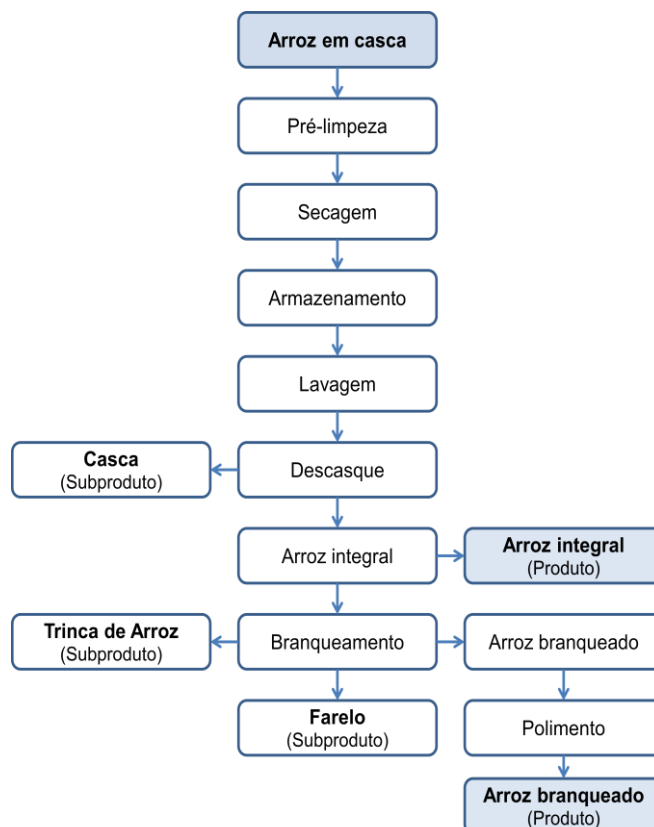 Arroz em casca
Pré-limpeza
Secagem
Armazenamento
Lavagem
Casca
(Subproduto)
Descasque
Arroz integral
Arroz integral
(Produto)
Trinca de Arroz
(Subproduto)
Branqueamento
Arroz branqueado
Farelo
(Subproduto)
Polimento
Arroz branqueado
(Produto)